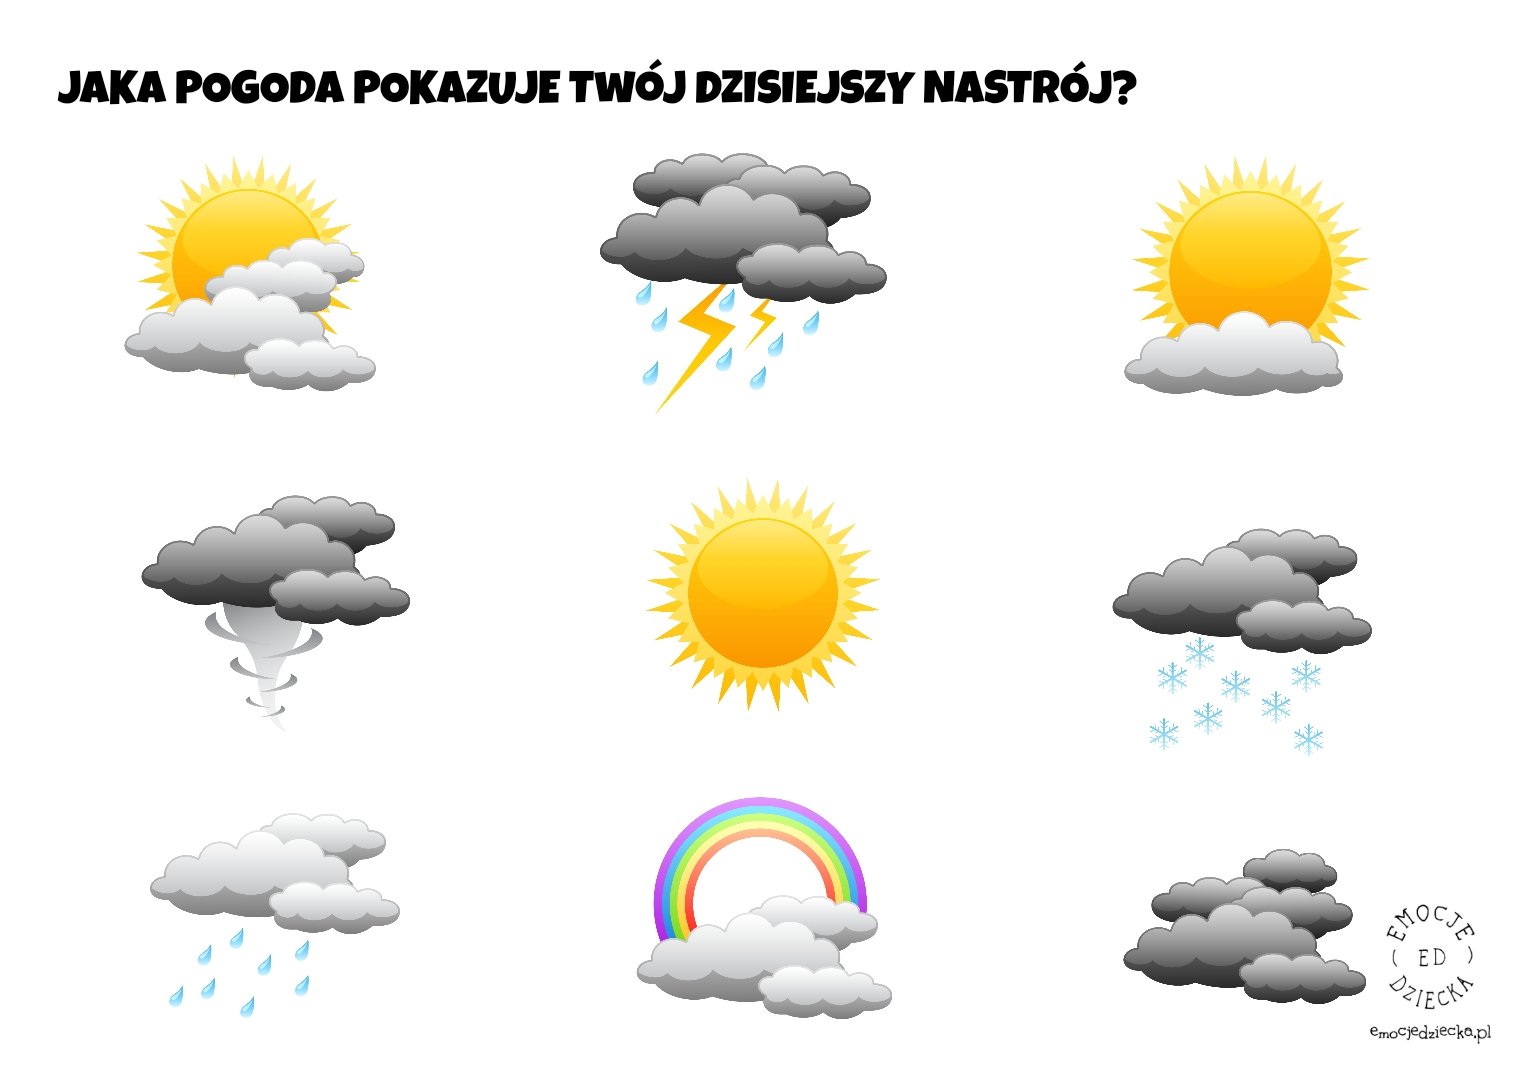 JAKA POGODA POKAZUJE TWÓJ DZISIEJSZY NASTRÓJ?
EMOCJE
ED
DZIECKA
emocjedziecka.pl